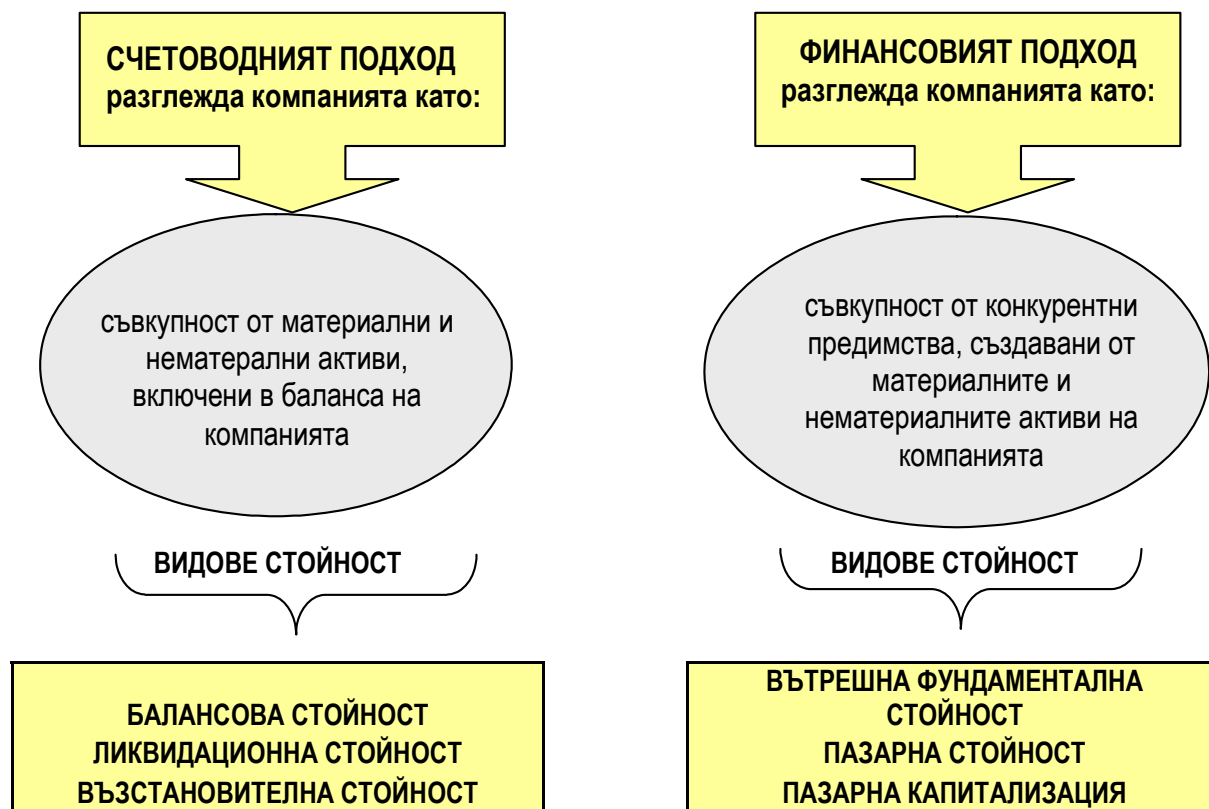 СЧЕТОВОДНИЯТ ПОДХОД
разглежда компанията като:
съвкупност от материални и
нематерални активи,
включени в баланса на
компанията
ВИДОВЕ СТОЙНОСТ
БАЛАНСОВА СТОЙНОСТ
ЛИКВИДАЦИОННА СТОЙНОСТ
ВЪЗСТАНОВИТЕЛНА СТОЙНОСТ
ФИНАНСОВИЯТ ПОДХОД
разглежда компанията като:
съвкупност от конкурентни
предимства, създавани от
материалните и
нематериалните активи на
компанията
ВИДОВЕ СТОЙНОСТ
ВЪТРЕШНА ФУНДАМЕНТАЛНА
СТОЙНОСТ
ПАЗАРНА СТОЙНОСТ
ПАЗАРНА КАПИТАЛИЗАЦИЯ